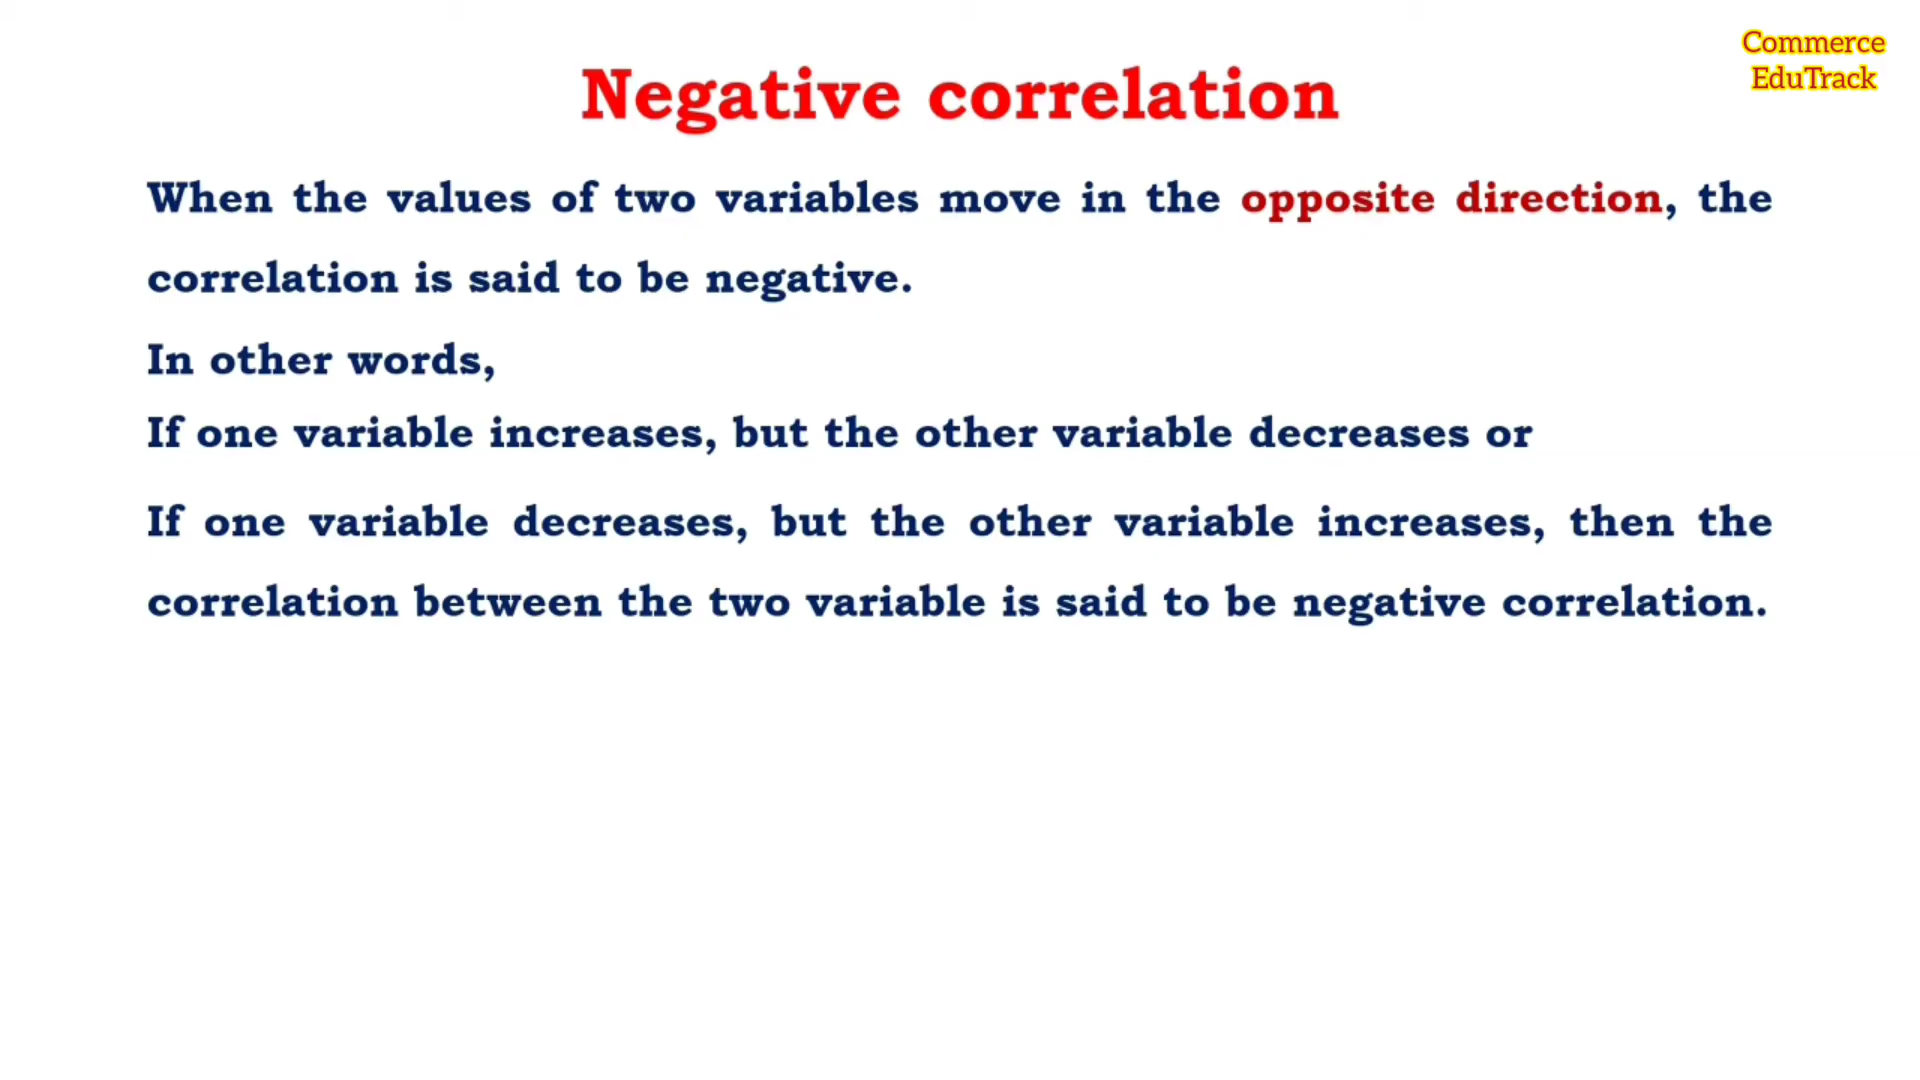 Commerce
EduTrack
Negative correlation
When the values of two variables move in the opposite direction, the
correlation is said to be negative.
In other words,
If one variable increases, but the other variable decreases or
If one variable decreases, but the other variable increases, then the
correlation between the two variable is said to be negative correlation.